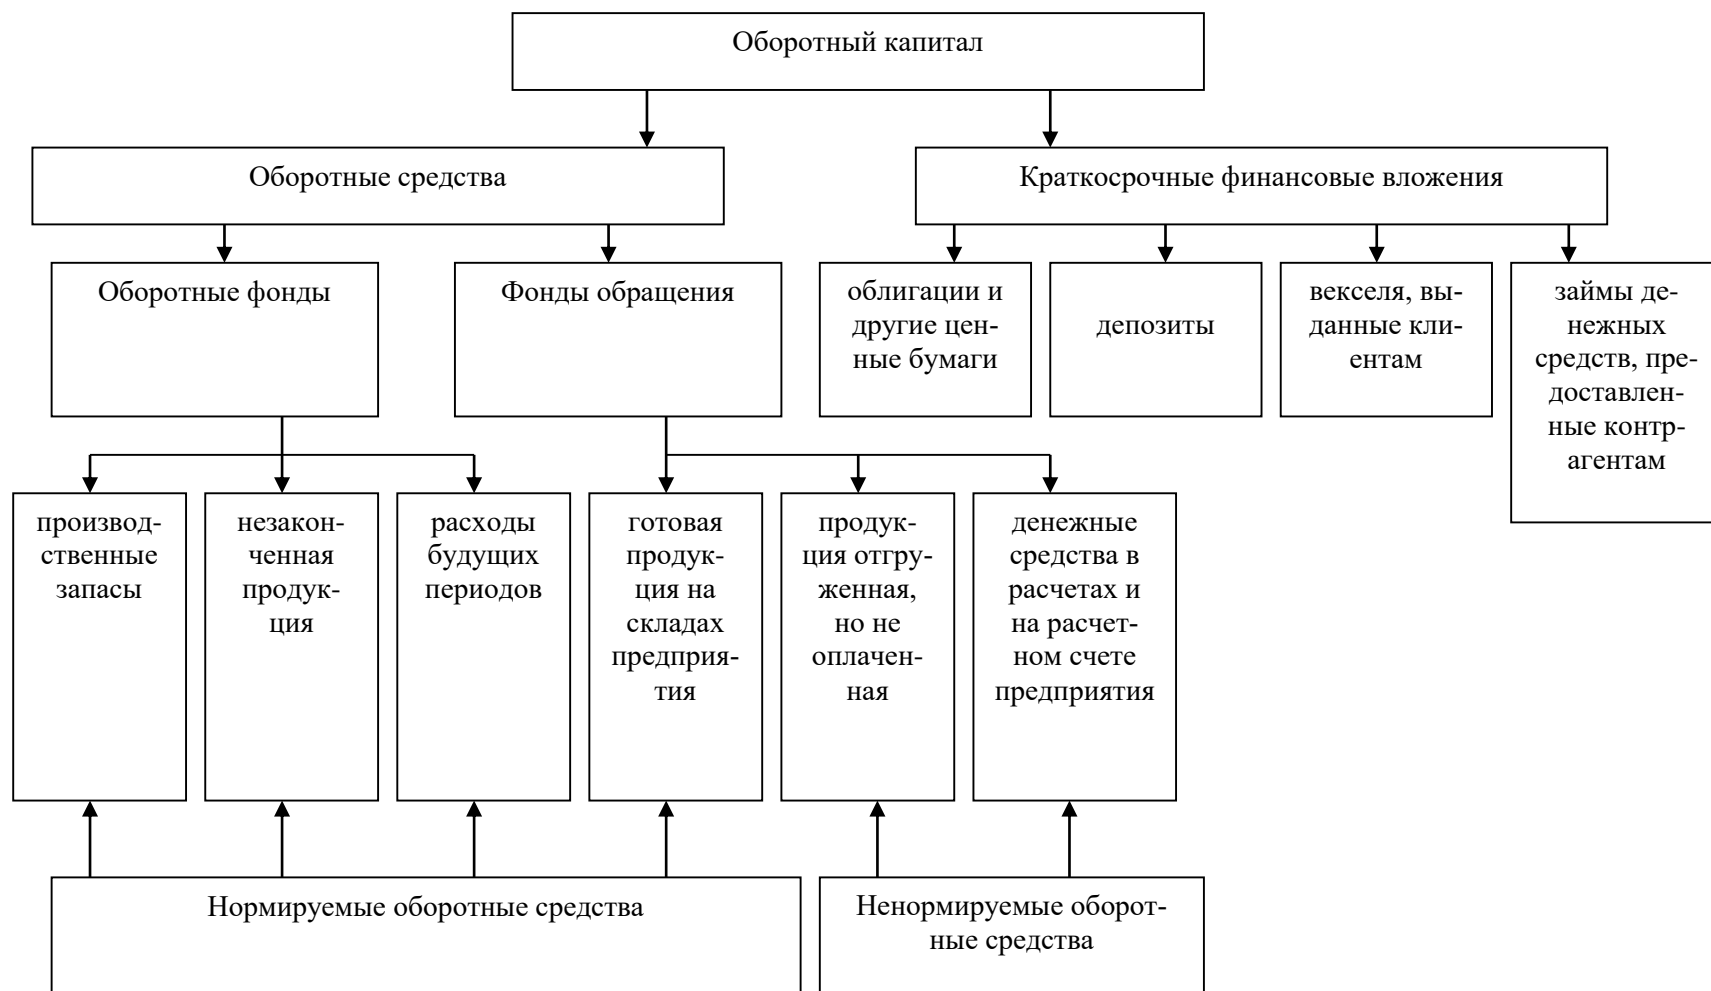 Оборотный капитал
Оборотные средства
Краткосрочные финансовые вложения
Оборотные фонды
Фонды обращения
облигации и
другие цен-
ные бумаги
депозиты
векселя, вы-
данные кли-
ентам
займы де-
нежных
средств, пре-
доставлен-
ные контр-
агентам
производ-
ственные
запасы
незакон-
ченная
продук-
ция
расходы
будущих
периодов
готовая
продук-
ция на
складах
предприя-
тия
продук-
ция отгру-
женная,
но не
оплачен-
ная
денежные
средства в
расчетах и
на расчет-
ном счете
предприятия
Нормируемые оборотные средства
Ненормируемые оборот-
ные средства